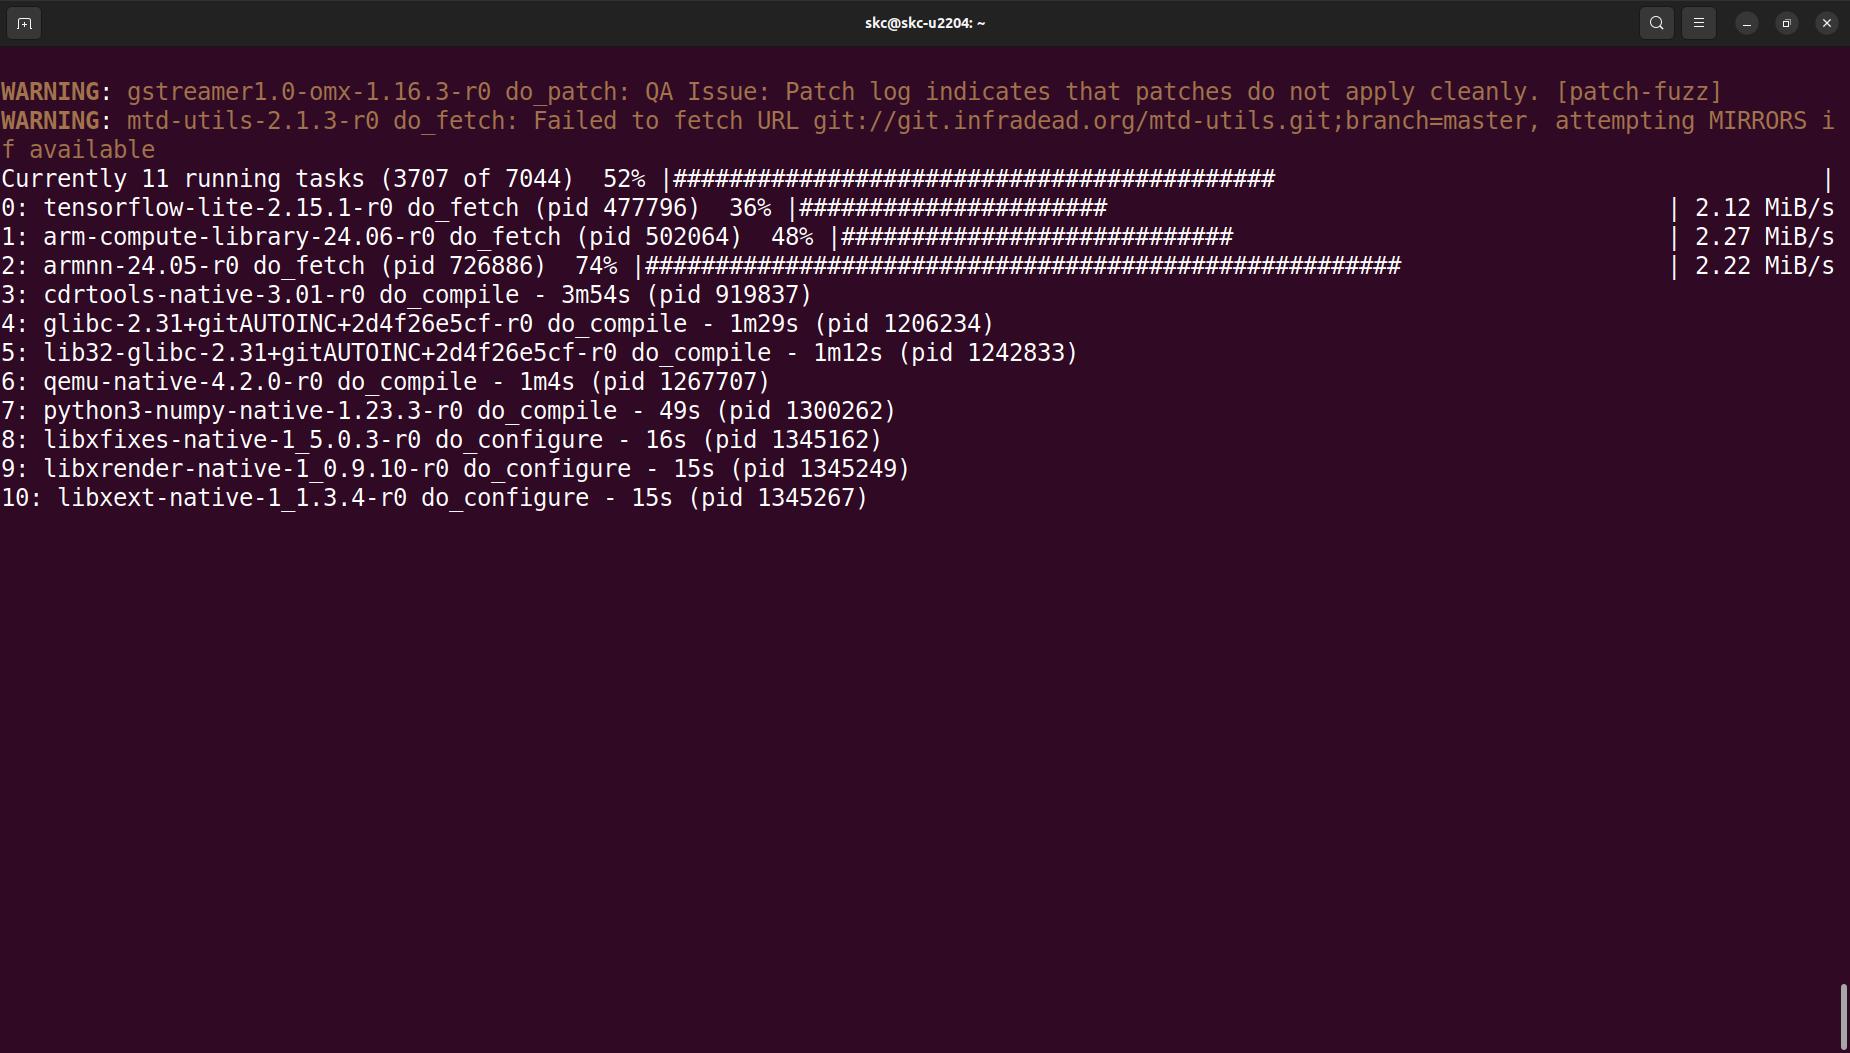 skc@skc-u2204: ~
WARNING: gstreamer1.0-omx-1.16.3-r0 do_patch: QA Issue: Patch log indicates that patches do not apply cleanly. [patch-fuzz]
WARNING: mtd-utils-2.1.3-r0 do_fetch: Failed to fetch URL git://git.infradead.org/mtd-utils.git;branch=master, attempting MIRRORS i
f available
Currently 11 running tasks (3707 of 7044)  52% |###########################################                                       |
0: tensorflow-lite-2.15.1-r0 do_fetch (pid 477796)  36% |######################                                        | 2.12 MiB/s
1: arm-compute-library-24.06-r0 do_fetch (pid 502064)  48% |############################                               | 2.27 MiB/s
2: armnn-24.05-r0 do_fetch (pid 726886)  74% |######################################################                   | 2.22 MiB/s
3: cdrtools-native-3.01-r0 do_compile - 3m54s (pid 919837)
4: glibc-2.31+gitAUTOINC+2d4f26e5cf-r0 do_compile - 1m29s (pid 1206234)
5: lib32-glibc-2.31+gitAUTOINC+2d4f26e5cf-r0 do_compile - 1m12s (pid 1242833)
6: qemu-native-4.2.0-r0 do_compile - 1m4s (pid 1267707)
7: python3-numpy-native-1.23.3-r0 do_compile - 49s (pid 1300262)
8: libxfixes-native-1_5.0.3-r0 do_configure - 16s (pid 1345162)
9: libxrender-native-1_0.9.10-r0 do_configure - 15s (pid 1345249)
10: libxext-native-1_1.3.4-r0 do_configure - 15s (pid 1345267)